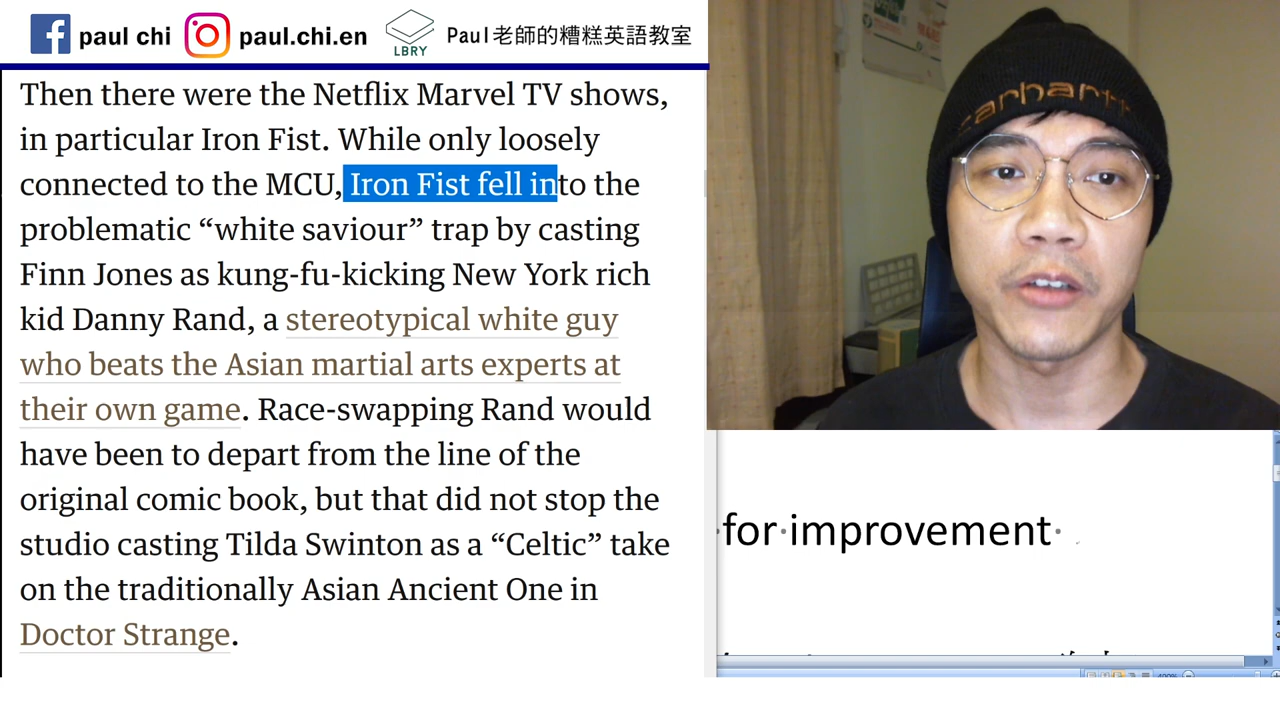 paul chi
paul.chi.en
LBRY
Paul老師的糟糕英語教室
Then there were the Netflix Marvel TV shows,
in particular Iron Fist. While only loosely
connected to the MCU, Iron Fist fell into the
problematic “white saviour” trap by casting
Finn Jones as kung-fu-kicking New York rich
kid Danny Rand, a stereotypical white guy
who beats the Asian martial arts experts at
their own game. Race-swapping Rand would
have been to depart from the line of the
original comic book, but that did not stop the
studio casting Tilda Swinton as a “Celtic” take
on the traditionally Asian Ancient One in
Doctor Strange.
carhartt
for improvement
400%